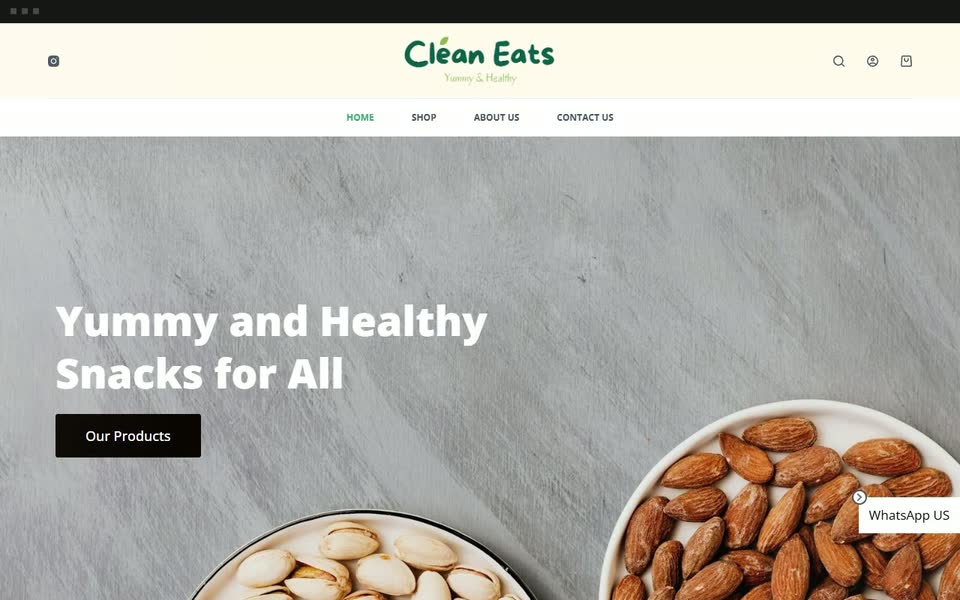 Clean Eats
Yummy & Healthy
HOME SHOP ABOUT US CONTACT US
Yummy and Healthy
Snacks for All
Our Products
WhatsApp US